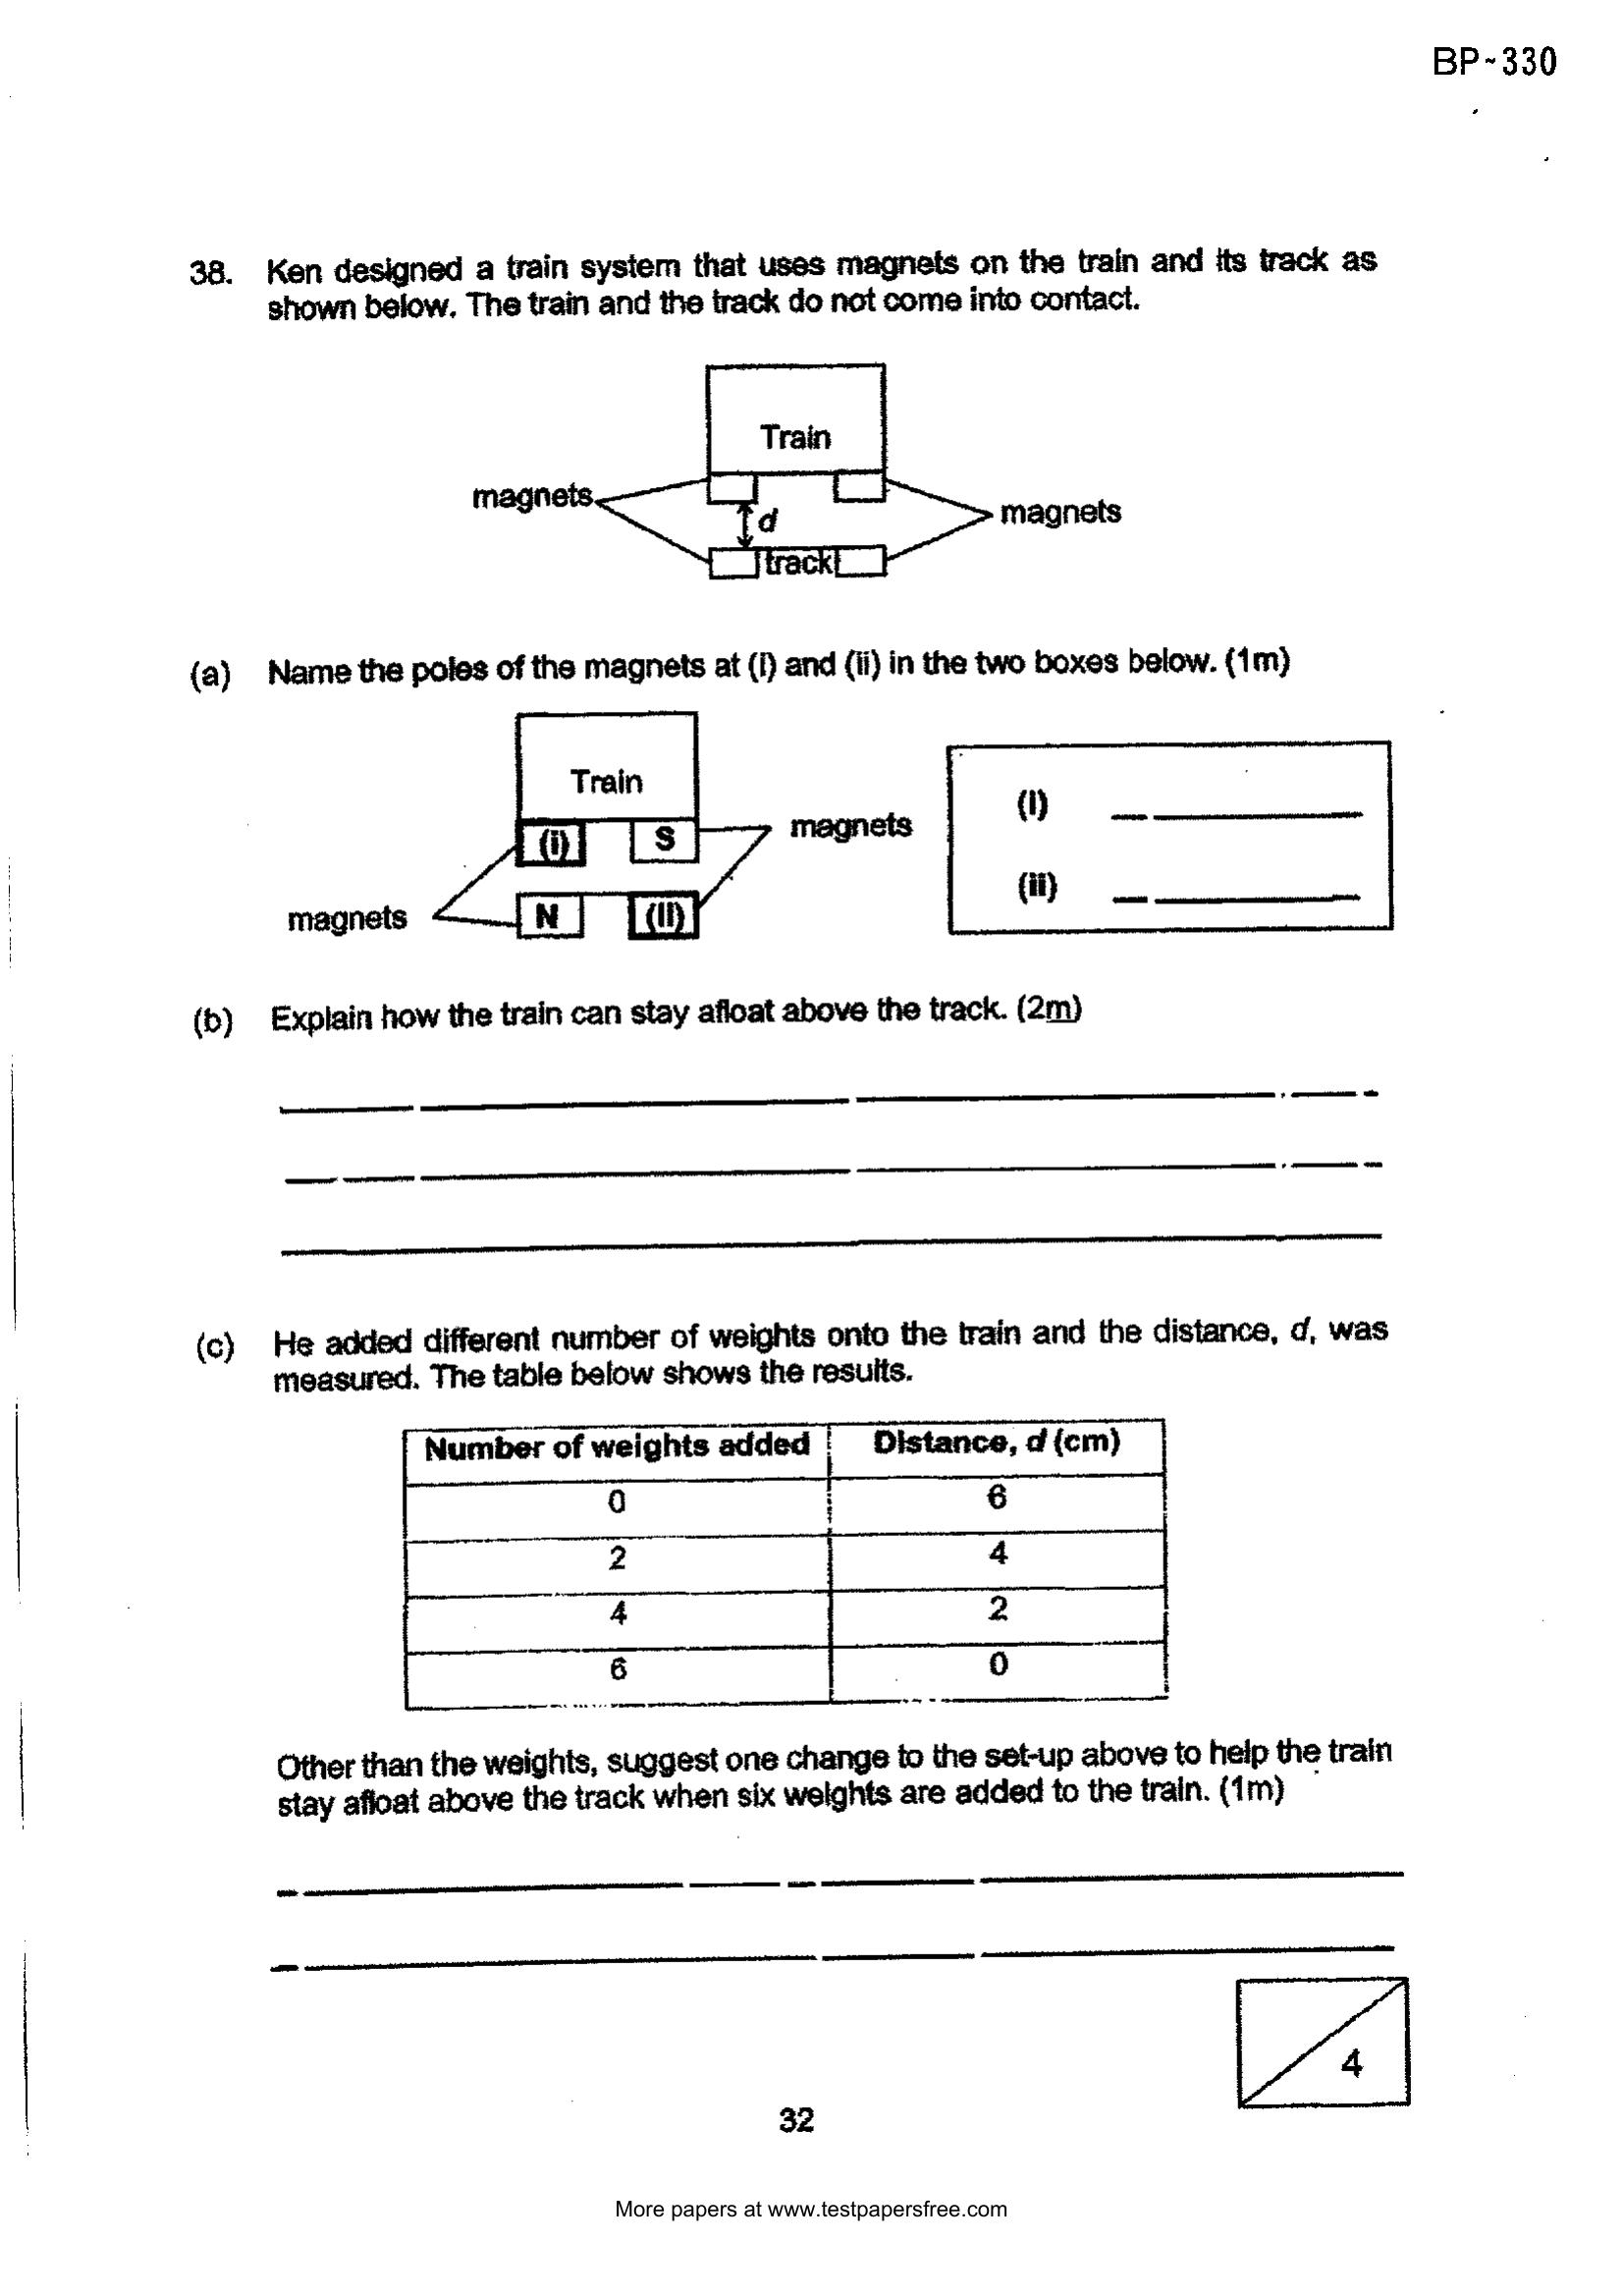 BP-330
38. Ken designed a train system that uses magnets on the train and its track as
shown below. The train and the track do not come into contact.
Train
magnets
d
magnets
track
(a) Name the poles of the magnets at (i) and (ii) in the two boxes below. (1m)
Train
(i)
S
magnets
(i)
(ii)
magnets
N
(ii)
(b) Explain how the train can stay afloat above the track. (2m)
(c) He added different number of weights onto the train and the distance, d, was
measured. The table below shows the results.
Number of weights added Distance, d (cm)
0 6
2 4
4 2
6 0
Other than the weights, suggest one change to the set-up above to help the train
stay afloat above the track when six weights are added to the train. (1m)
4
32
More papers at www.testpapersfree.com